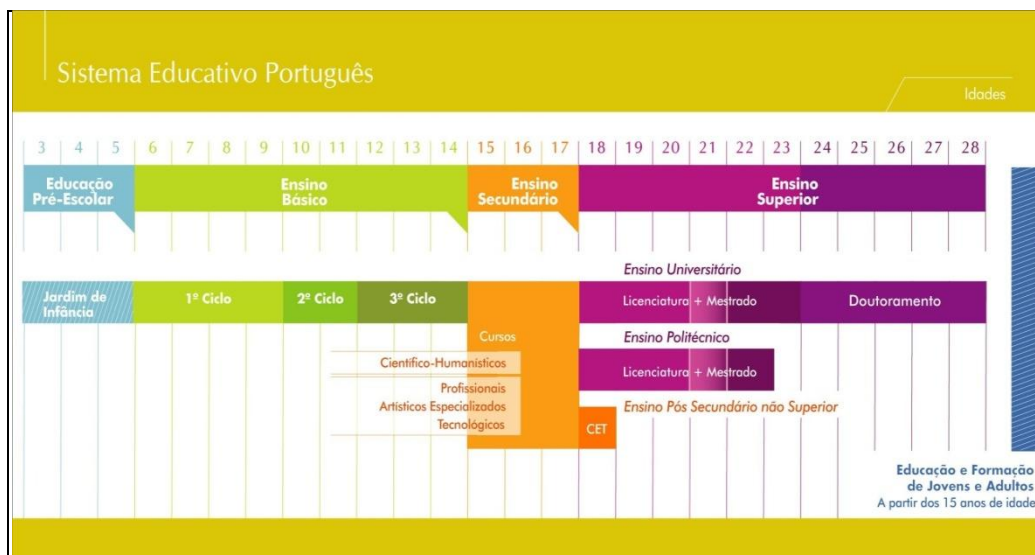 Sistema Educativo Português
Idades
3 4 5 6 7 8 9 10 11 12 13 14 15 16 17 18 19 20 21 22 23 24 25 26 27 28
Educação
Pré-Escolar
Ensino
Básico
Ensino
Secundário
Ensino
Superior
Ensino Universitário
Jardim de
Infância
1º Ciclo
2º Ciclo
3º Ciclo
Licenciatura + Mestrado
Doutoramento
Cursos
Ensino Politécnico
Científico-Humanísticos
Licenciatura + Mestrado
Profissionais
Artísticos Especializados
Tecnológicos
Ensino Pós Secundário não Superior
CET
Educação e Formação
de Jovens e Adultos
A partir dos 15 anos de idade